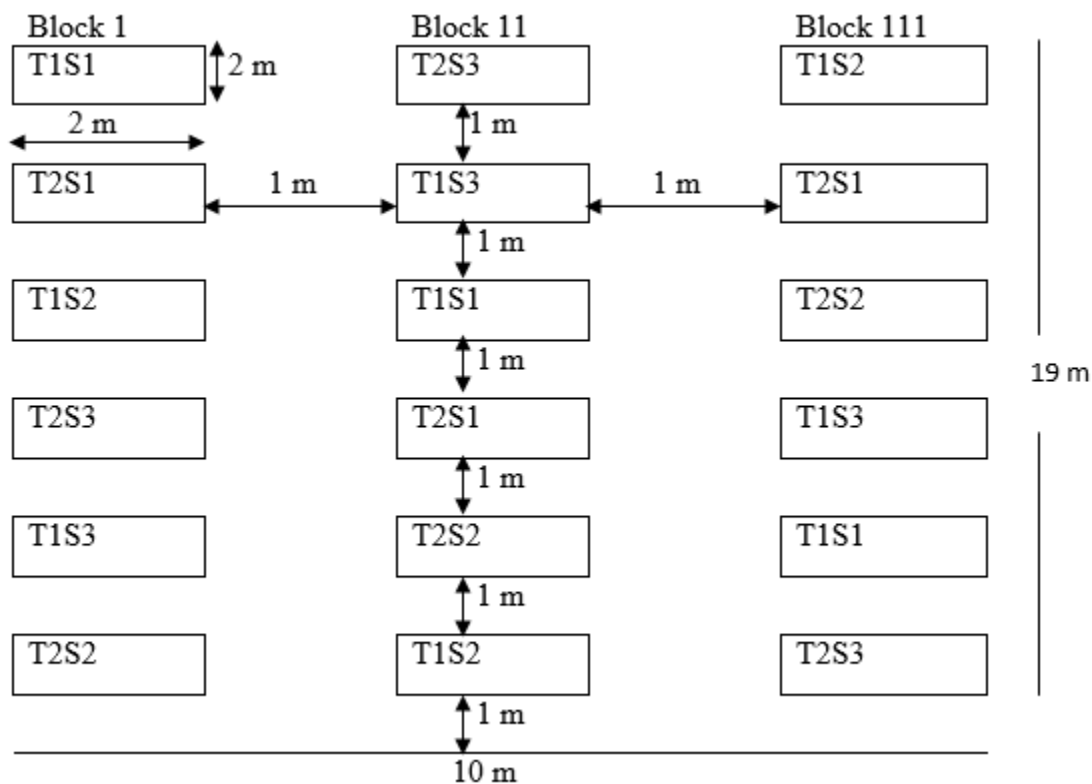 Block 1 Block 11 Block 111
T1S1 2 m T2S3 T1S2
2 m 1 m
T2S1 1 m T1S3 1 m T2S1
1 m
T1S2 T1S1 T2S2
1 m 19 m
T2S3 T2S1 T1S3
1 m
T1S3 T2S2 T1S1
1 m
T2S2 T1S2 T2S3
1 m
10 m